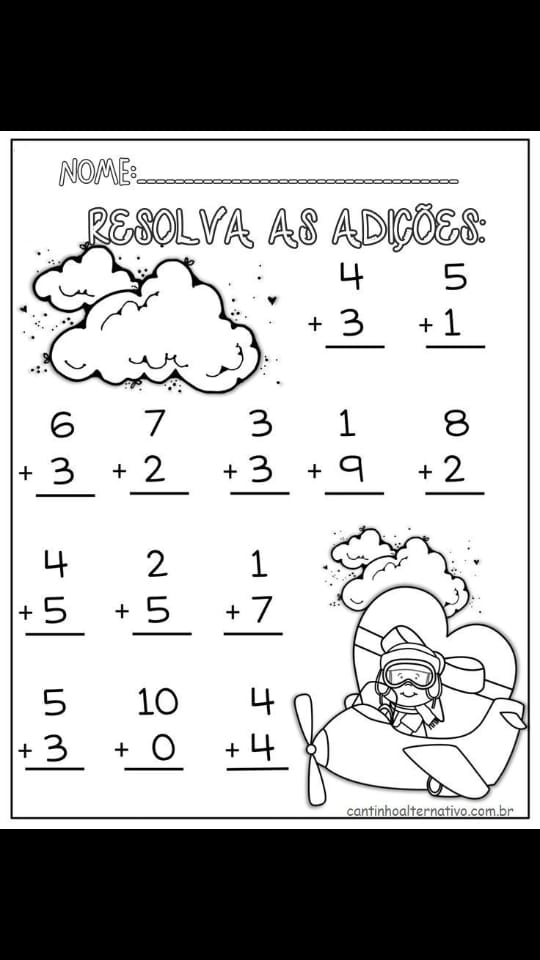 NOME:
RESOLVA AS ADIÇÕES:
4 5
+ 3 + 1
6 7 3 1 8
+ 3 + 2 + 3 + 9 + 2
4 2 1
+ 5 + 5 + 7
5 10 4
+ 3 + 0 + 4
cantinhoalternativo.com.br